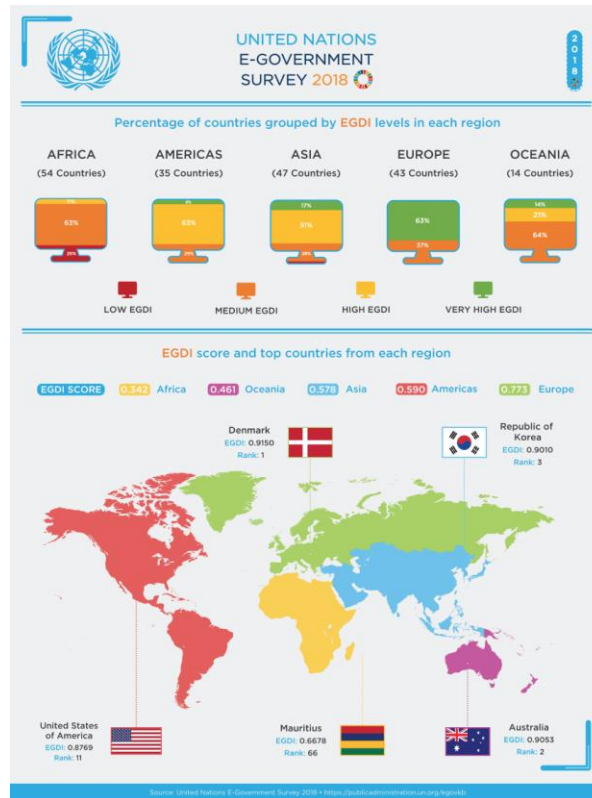 UNITED NATIONS
E-GOVERNMENT
SURVEY 2018
2018
Percentage of countries grouped by EGDI levels in each region
AFRICA
(54 Countries)
AMERICAS
(35 Countries)
ASIA
(47 Countries)
EUROPE
(43 Countries)
OCEANIA
(14 Countries)
63%
63%
29%
17%
51%
63%
37%
14%
21%
64%
LOW EGDI
MEDIUM EGDI
HIGH EGDI
VERY HIGH EGDI
EGDI score and top countries from each region
EGDI SCORE
0.342 Africa
0.461 Oceania
0.578 Asia
0.590 Americas
0.773 Europe
Denmark
EGDI: 0.9150
Rank: 1
Republic of
Korea
EGDI: 0.9010
Rank: 3
United States
of America
EGDI: 0.8769
Rank: 11
Mauritius
EGDI: 0.6678
Rank: 66
Australia
EGDI: 0.9053
Rank: 2
Source: United Nations E-Government Survey 2018 • https://publicadministration.un.org/egovkb